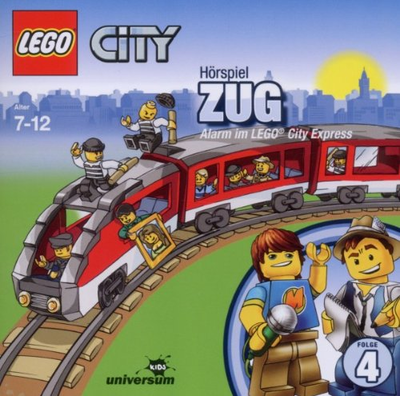 LEGO CITY
Hörspiel
ZUG
Alarm im LEGO® City Express
Alter
7-12
M
FOLGE
4
KIDS
universum